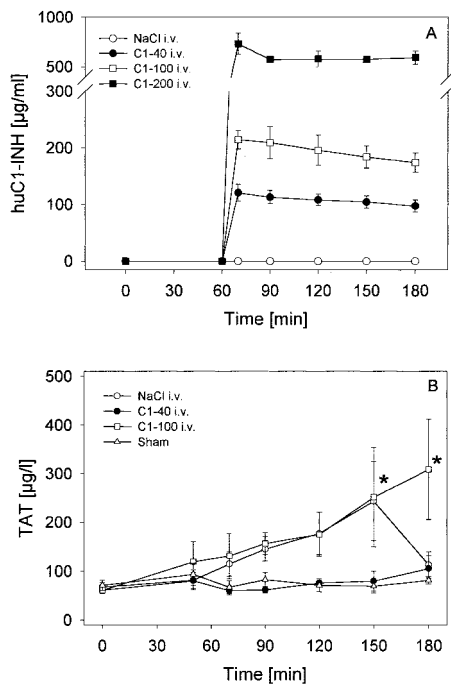 A
NaCl i.v.
C1-40 i.v.
C1-100 i.v.
C1-200 i.v.
huC1-INH [µg/ml]
1000
500
300
200
100
0
0 30 60 90 120 150 180
Time [min]
B
NaCl i.v.
C1-40 i.v.
C1-100 i.v.
Sham
TAT [µg/l]
500
400
300
200
100
0
* *
0 30 60 90 120 150 180
Time [min]